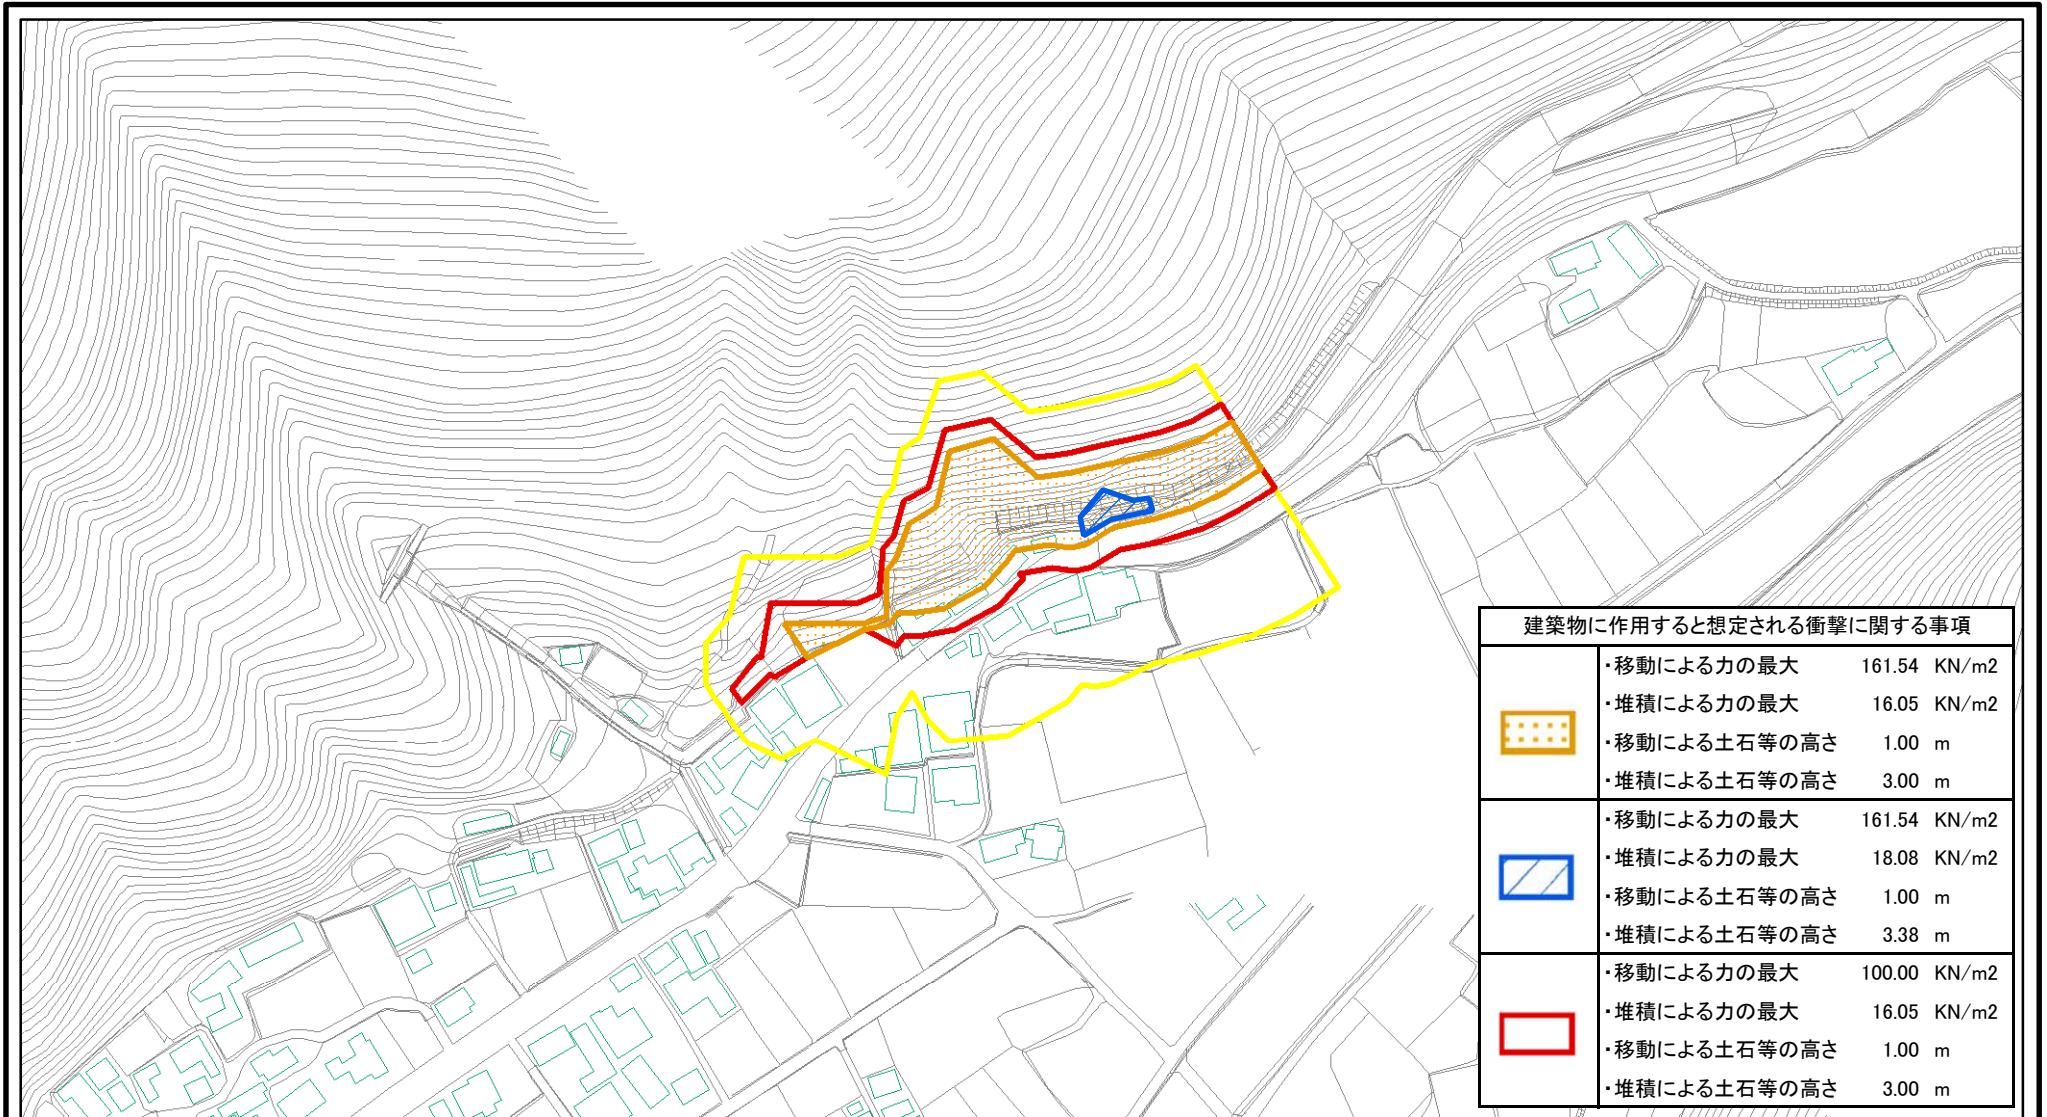 建築物に作用すると想定される衝撃に関する事項
・移動による力の最大 161.54 KN/m2
・堆積による力の最大 16.05 KN/m2
・移動による土石等の高さ 1.00 m
・堆積による土石等の高さ 3.00 m
・移動による力の最大 161.54 KN/m2
・堆積による力の最大 18.08 KN/m2
・移動による土石等の高さ 1.00 m
・堆積による土石等の高さ 3.38 m
・移動による力の最大 100.00 KN/m2
・堆積による力の最大 16.05 KN/m2
・移動による土石等の高さ 1.00 m
・堆積による土石等の高さ 3.00 m